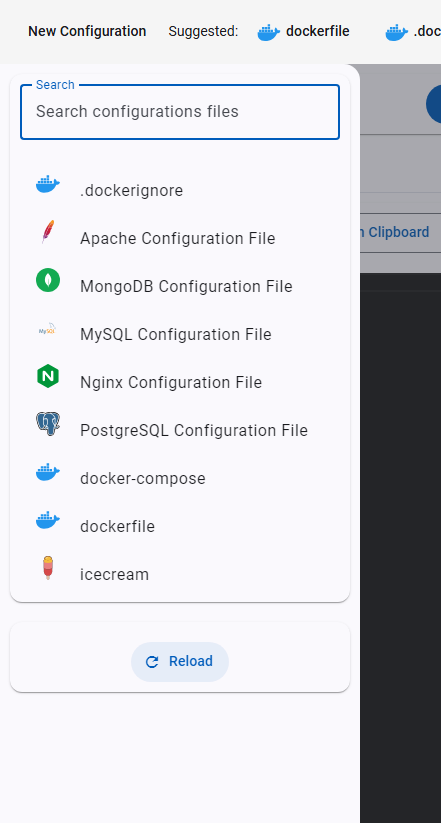 New Configuration Suggested: dockerfile .doc
Search
Search configurations files
.dockerignore
Apache Configuration File
n Clipboard
MongoDB Configuration File
MySQL
MySQL Configuration File
Nginx Configuration File
PostgreSQL Configuration File
docker-compose
dockerfile
icecream
Reload